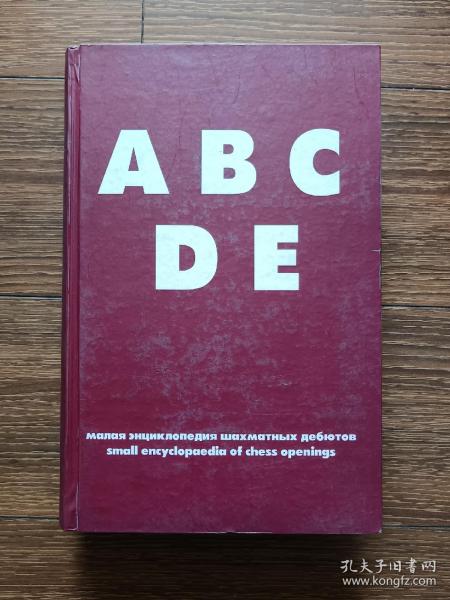 A B C
D E
малая энциклопедия шахматных дебютов
small encyclopaedia of chess openings
孔夫子旧书网
www.kongfz.com